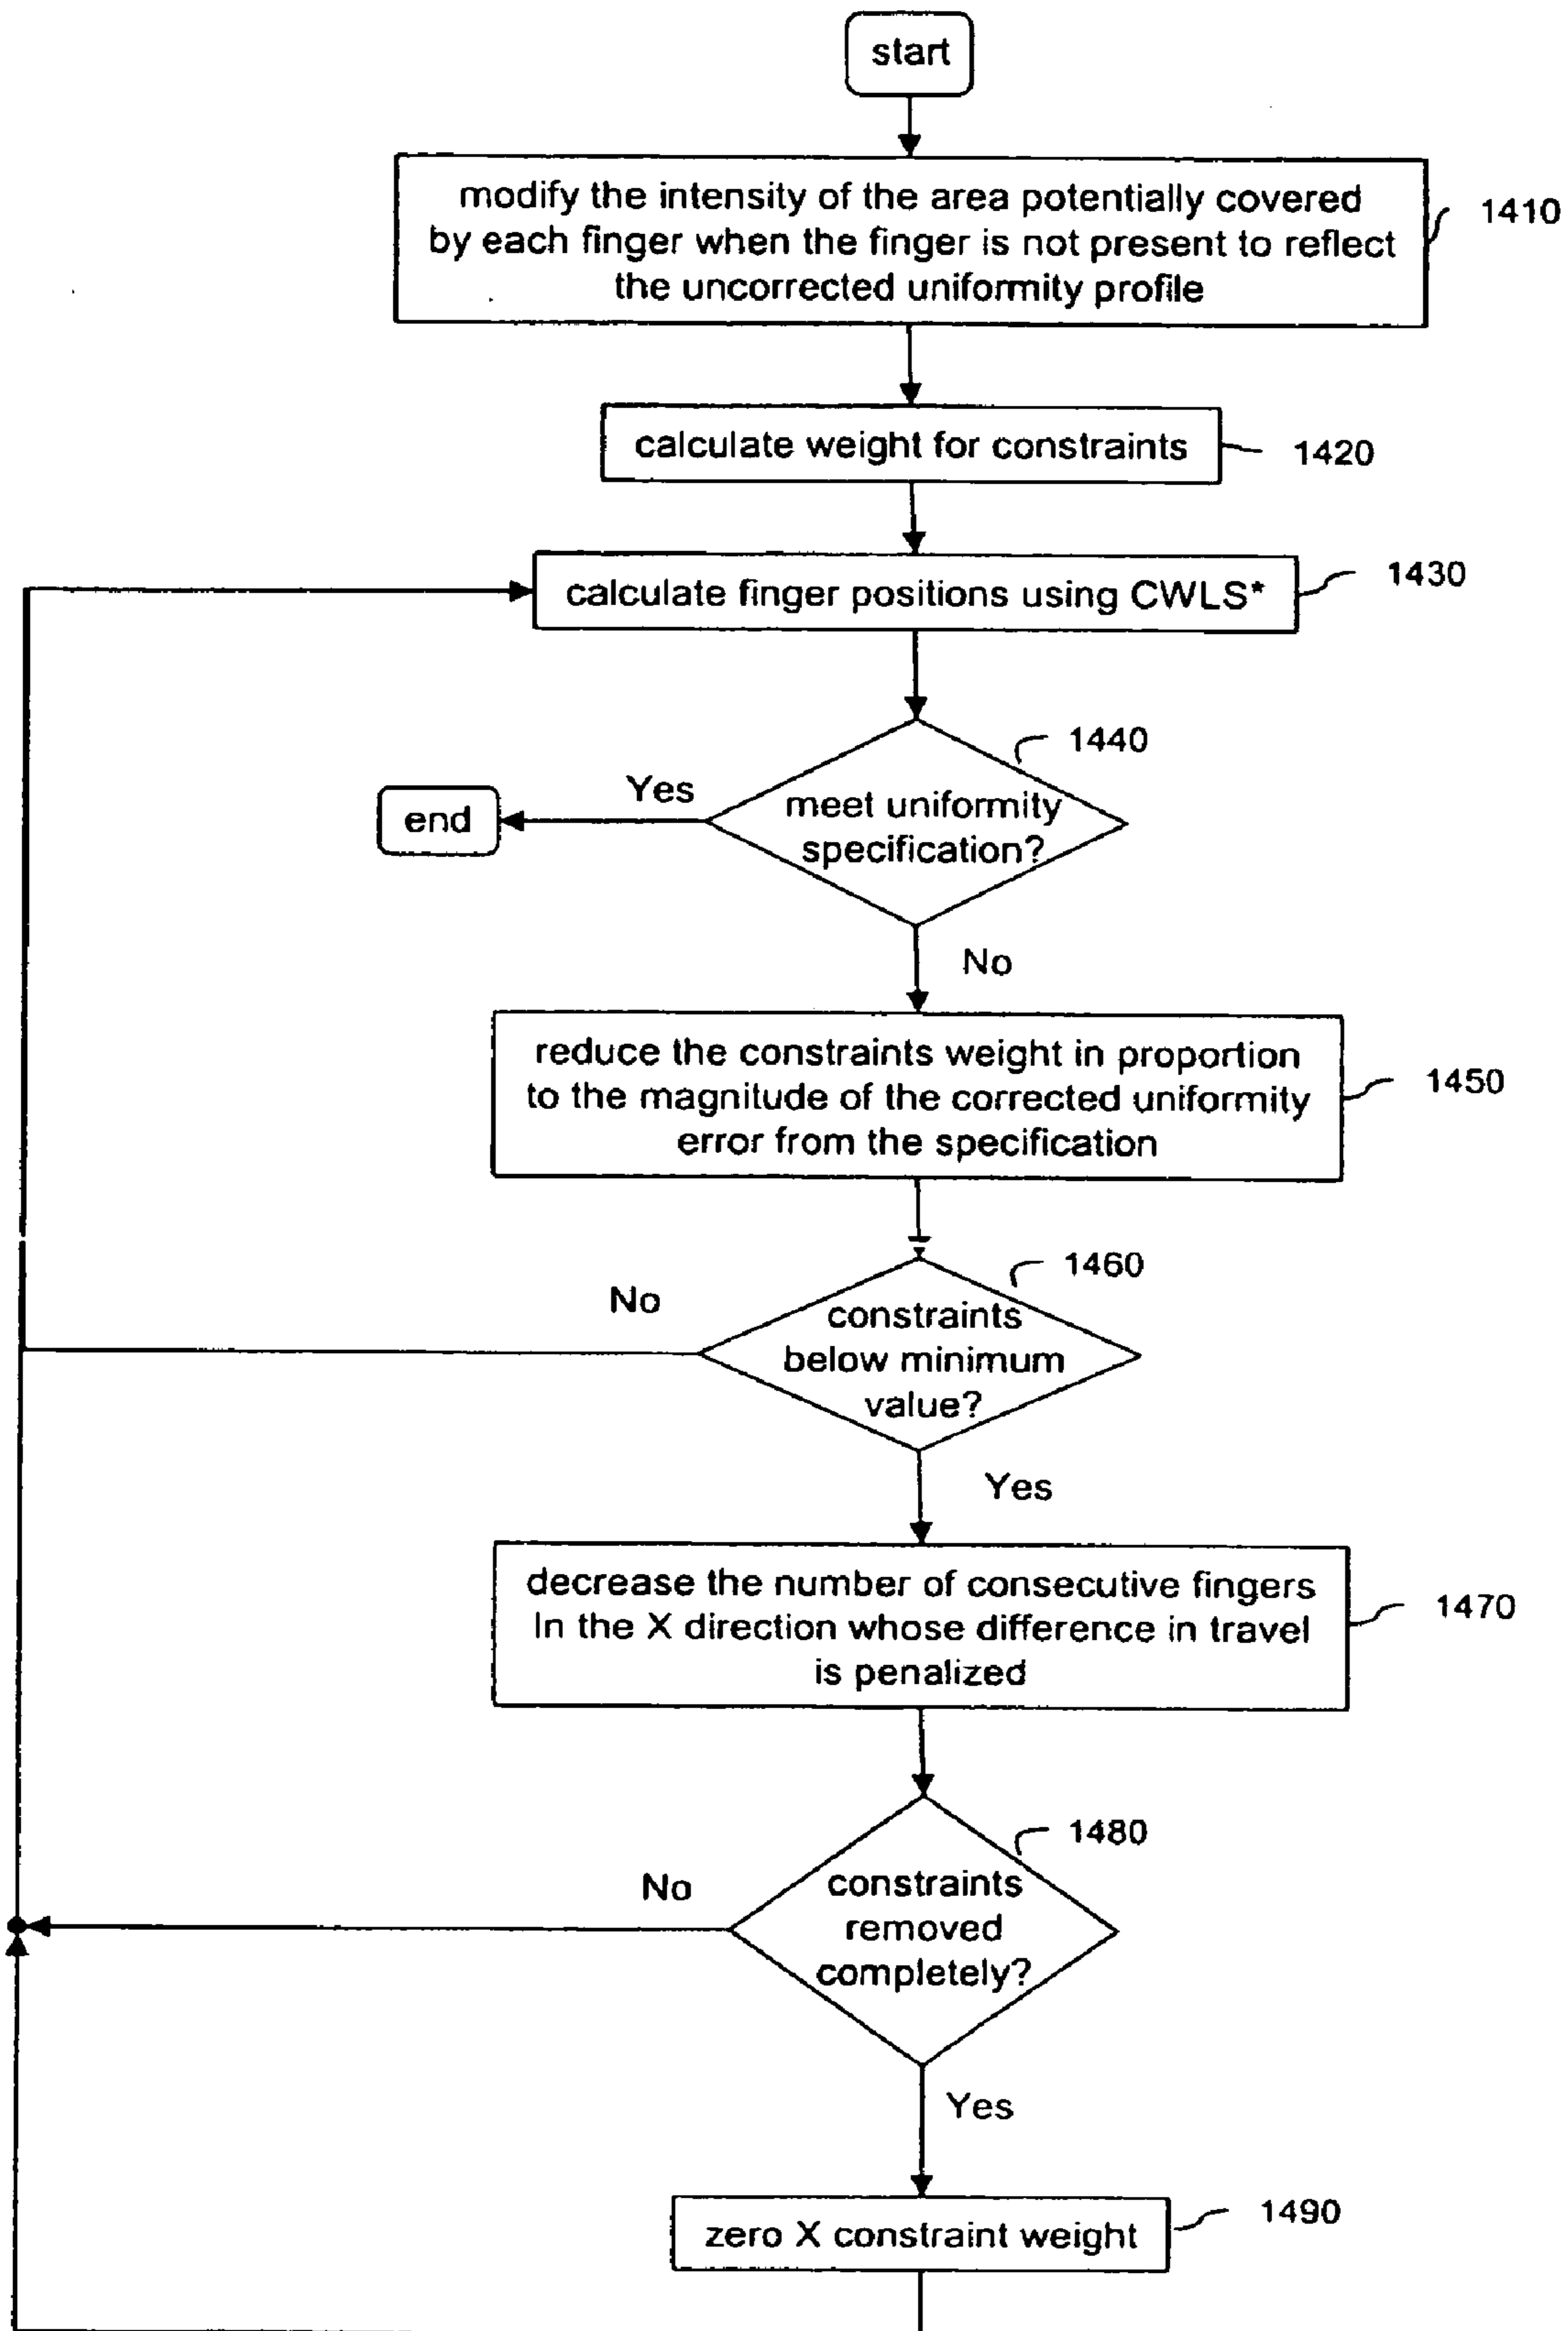 start
modify the intensity of the area potentially covered
by each finger when the finger is not present to reflect
the uncorrected uniformity profile
1410
calculate weight for constraints
1420
calculate finger positions using CWLS*
1430
1440
meet uniformity
specification?
Yes
end
No
reduce the constraints weight in proportion
to the magnitude of the corrected uniformity
error from the specification
1450
1460
constraints
below minimum
value?
No
Yes
decrease the number of consecutive fingers
In the X direction whose difference in travel
is penalized
1470
1480
constraints
removed
completely?
No
Yes
zero X constraint weight
1490